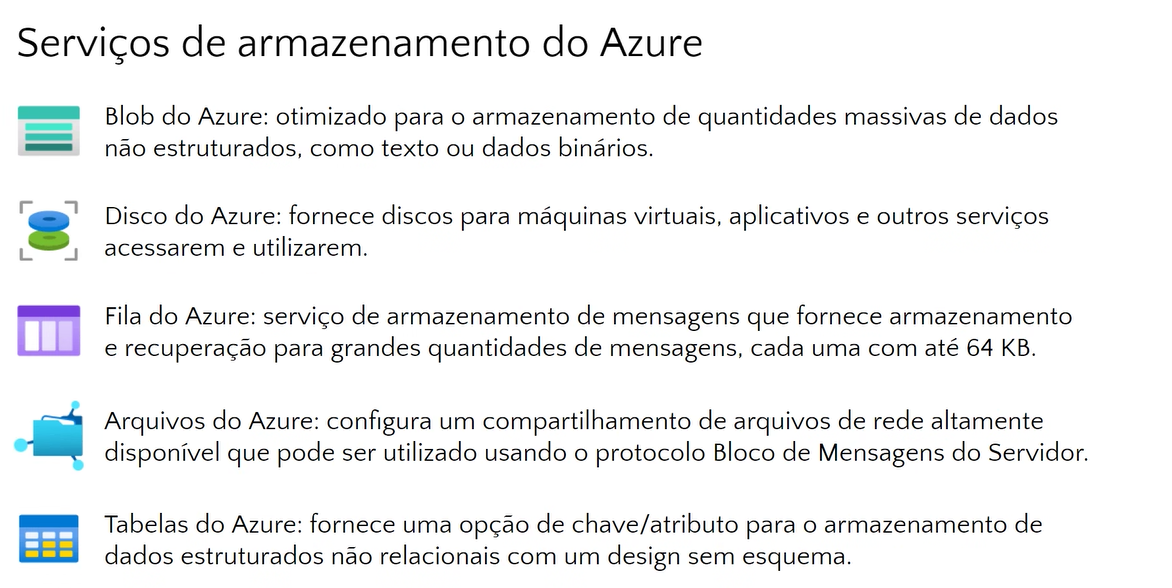 Serviços de armazenamento do Azure
Blob do Azure: otimizado para o armazenamento de quantidades massivas de dados
não estruturados, como texto ou dados binários.
Disco do Azure: fornece discos para máquinas virtuais, aplicativos e outros serviços
acessarem e utilizarem.
Fila do Azure: serviço de armazenamento de mensagens que fornece armazenamento
e recuperação para grandes quantidades de mensagens, cada uma com até 64 KB.
Arquivos do Azure: configura um compartilhamento de arquivos de rede altamente
disponível que pode ser utilizado usando o protocolo Bloco de Mensagens do Servidor.
Tabelas do Azure: fornece uma opção de chave/atributo para o armazenamento de
dados estruturados não relacionais com um design sem esquema.